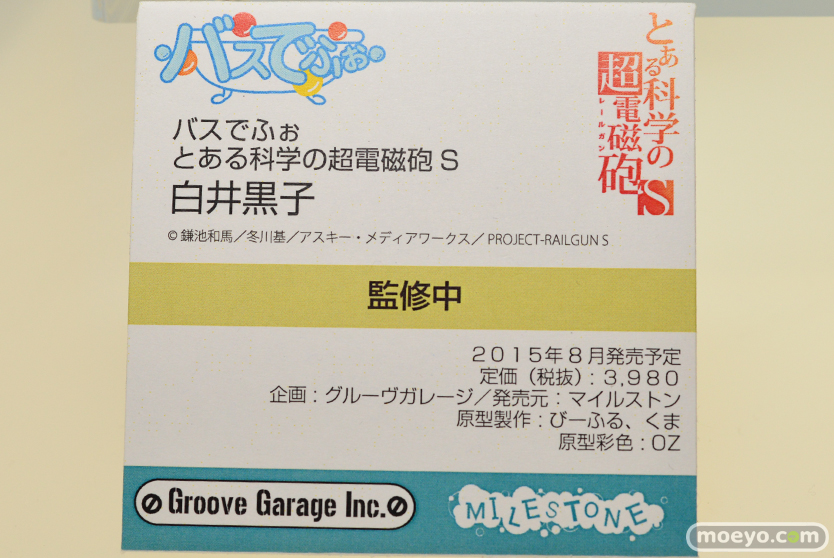 バスでふぉ
とある科学の
超電磁砲S
レールガン
バスでふぉ
とある科学の超電磁砲 S
白井黒子
© 鎌池和馬／冬川基／アスキー・メディアワークス／ PROJECT-RAILGUN S
監修中
２０１５年８月発売予定
定価（税抜）: 3,980
企画 : グルーヴガレージ／発売元 : マイルストン
原型製作 : びーふる、くま
原型彩色 : OZ
Groove Garage Inc.
MILESTONE
moeyo.com